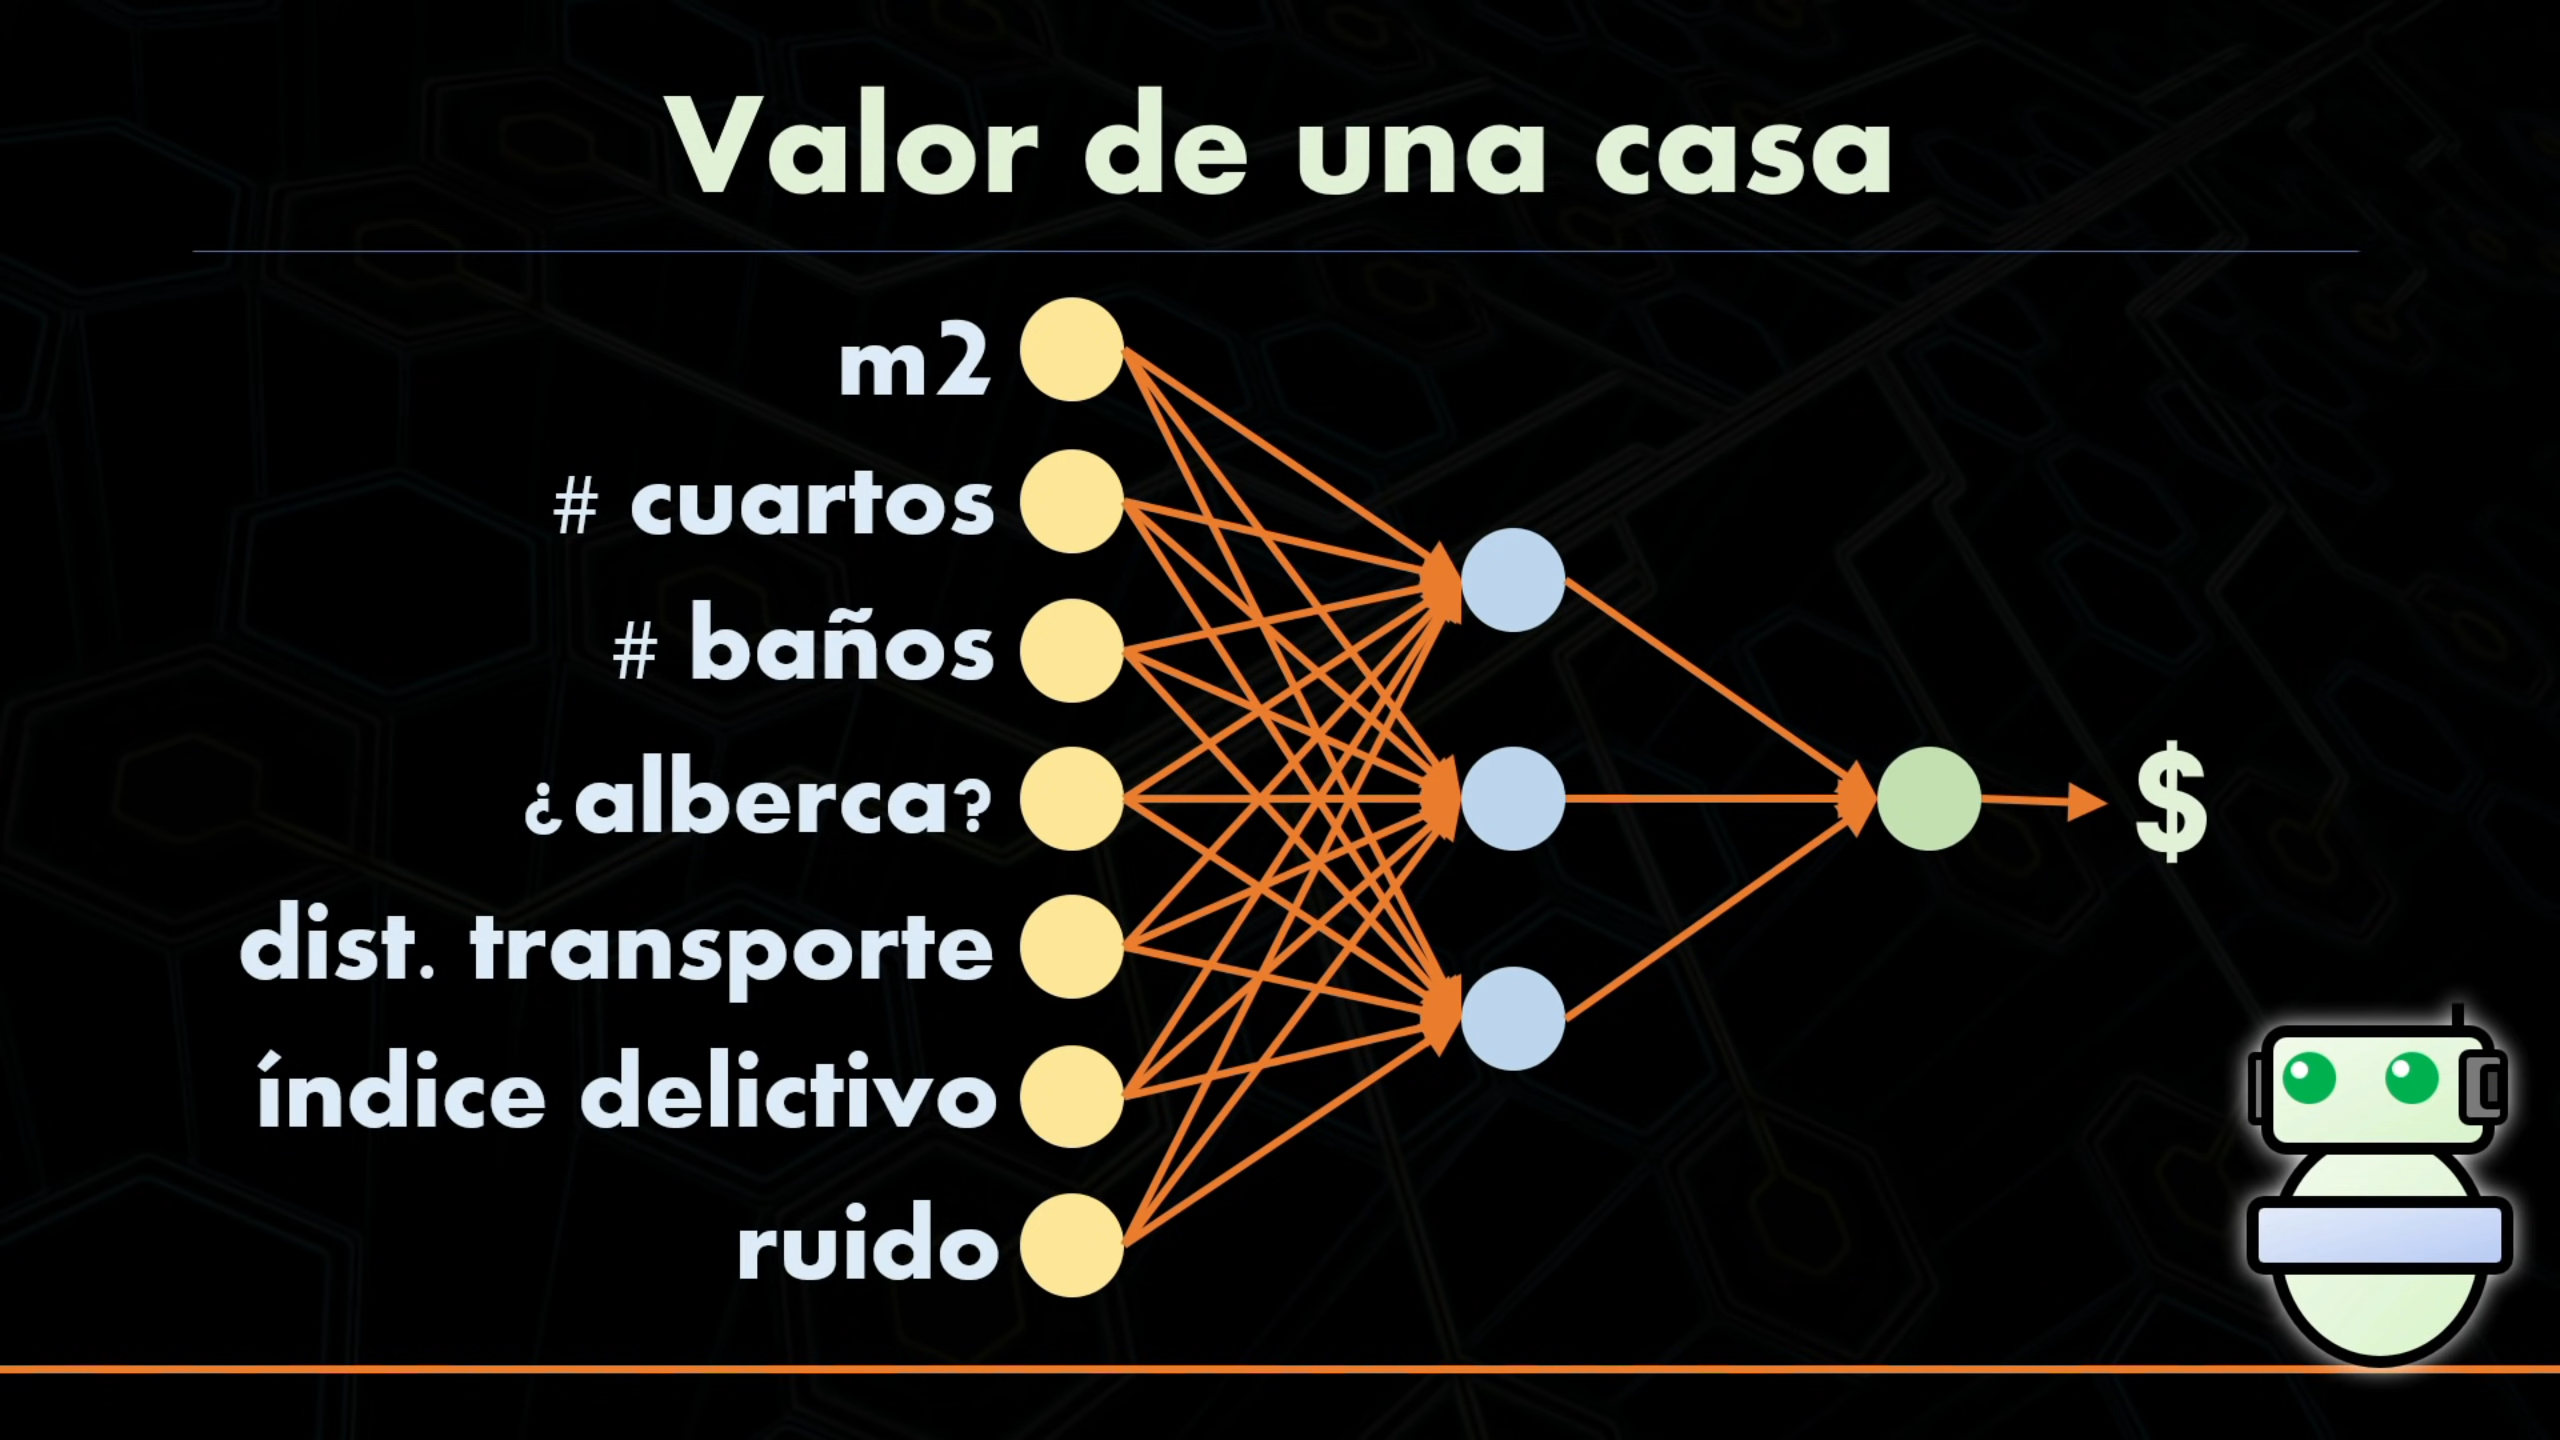 Valor de una casa
m2
# cuartos
# baños
¿alberca?
dist. transporte
índice delictivo
ruido
$